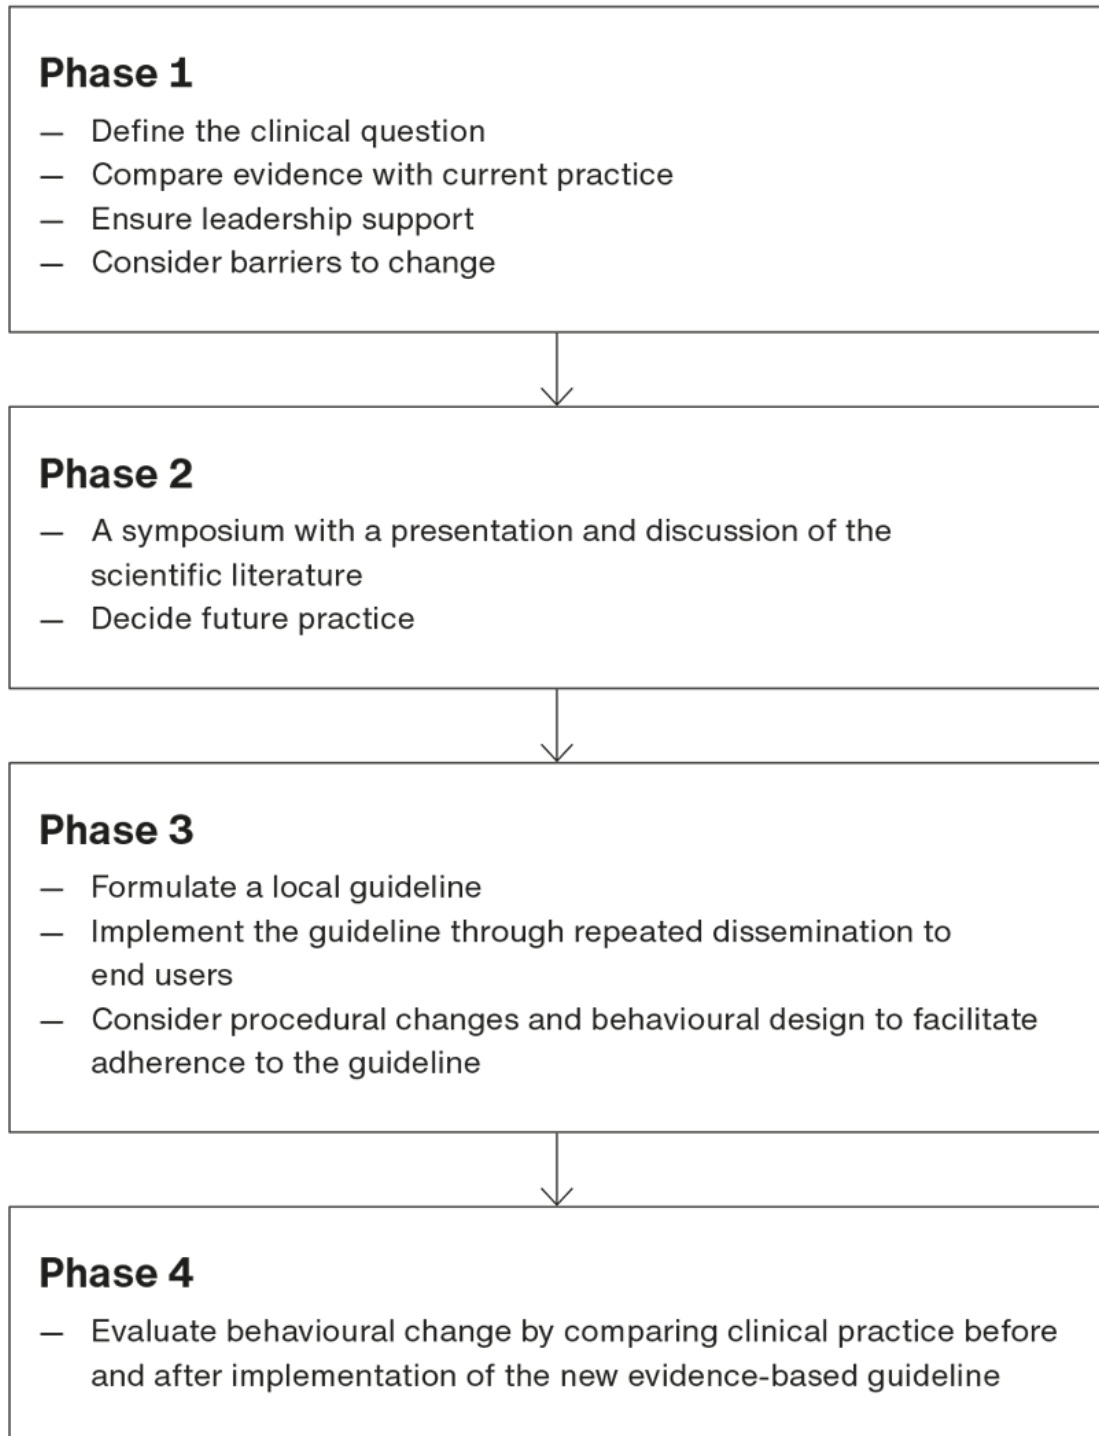 Phase 1
— Define the clinical question
— Compare evidence with current practice
— Ensure leadership support
— Consider barriers to change
Phase 2
— A symposium with a presentation and discussion of the
scientific literature
— Decide future practice
Phase 3
— Formulate a local guideline
— Implement the guideline through repeated dissemination to
end users
— Consider procedural changes and behavioural design to facilitate
adherence to the guideline
Phase 4
— Evaluate behavioural change by comparing clinical practice before
and after implementation of the new evidence-based guideline